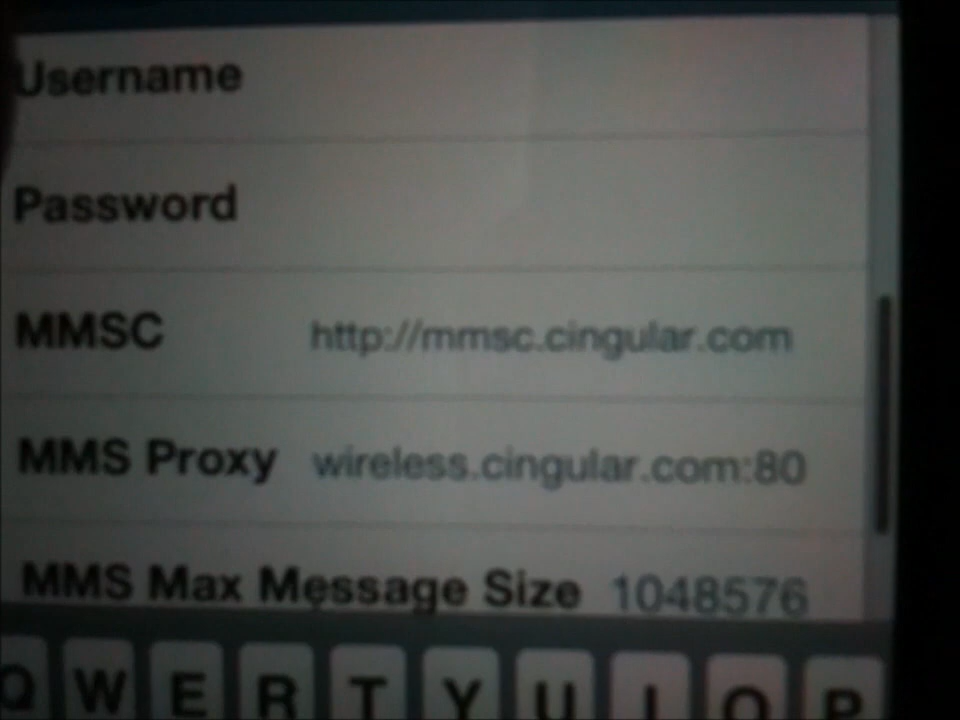 Username
Password
MMSC http://mmsc.cingular.com
MMS Proxy wireless.cingular.com:80
MMS Max Message Size 1048576
Q W E R T Y U I O P